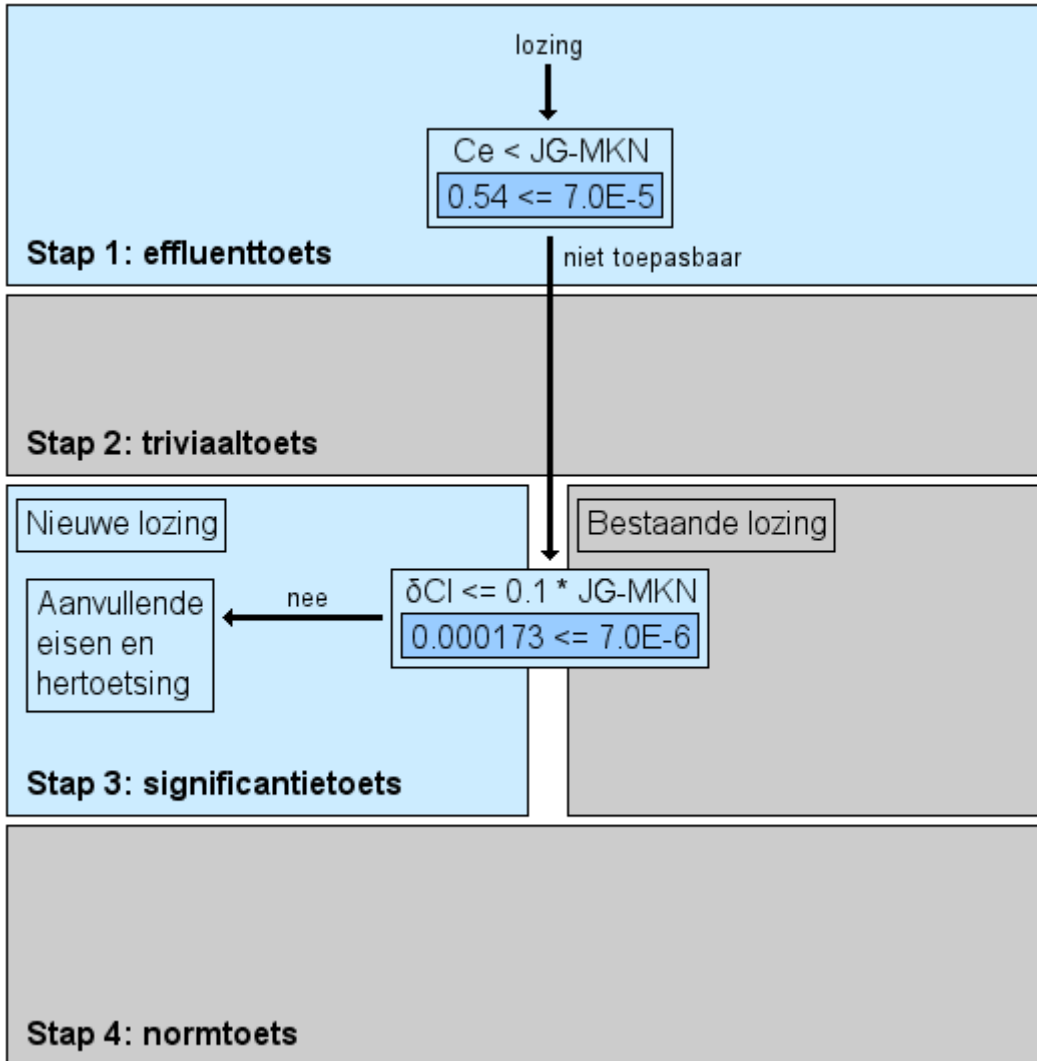 lozing
Ce < JG-MKN
0.54 <= 7.0E-5
Stap 1: effluenttoets
niet toepasbaar
Stap 2: triviaaltoets
Nieuwe lozing
Bestaande lozing
δCl <= 0.1 * JG-MKN
0.000173 <= 7.0E-6
nee
Aanvullende
eisen en
hertoetsing
Stap 3: significantietoets
Stap 4: normtoets